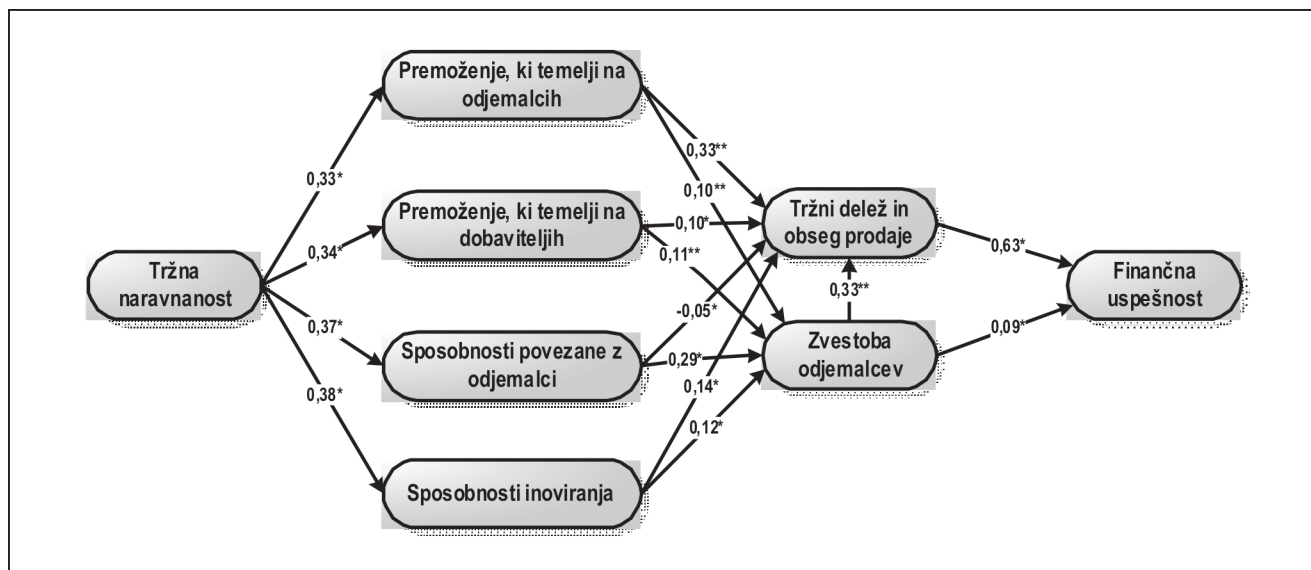 Premoženje, ki temelji na
odjemalcih
0,33*
0,33**
0,10**
Premoženje, ki temelji na
dobaviteljih
0,34*
0,10*
0,11**
Tržni delež in
obseg prodaje
0,63*
Tržna
naravnanost
Finančna
uspešnost
0,37*
-0,05*
0,33**
Sposobnosti povezane z
odjemalci
0,29*
Zvestoba
odjemalcev
0,09*
0,38*
0,14*
0,12*
Sposobnosti inoviranja